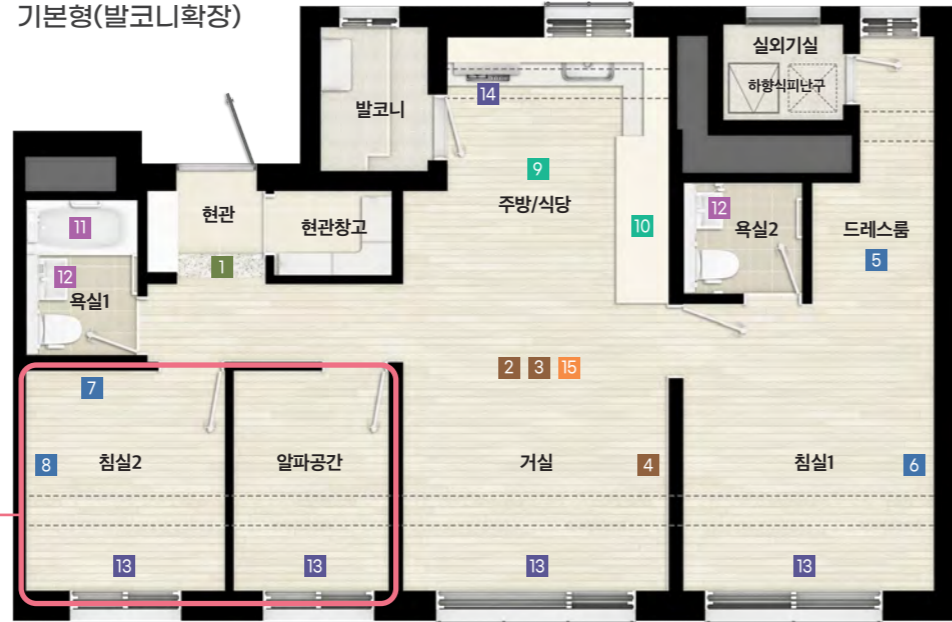 기본형(발코니확장)
실외기실
하향식피난구
14
발코니
9
주방/식당
현관
현관창고
10
12
욕실2
드레스룸
5
11
1
12
욕실1
2 3 15
7
8
침실2
알파공간
거실
4
침실1
6
13
13
13
13